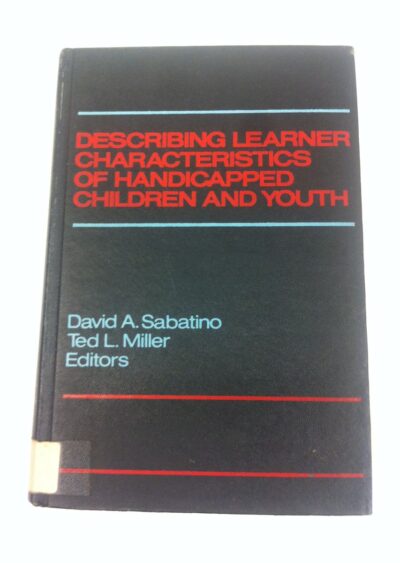 DESCRIBING LEARNER
CHARACTERISTICS
OF HANDICAPPED
CHILDREN AND YOUTH
David A. Sabatino
Ted L. Miller
Editors